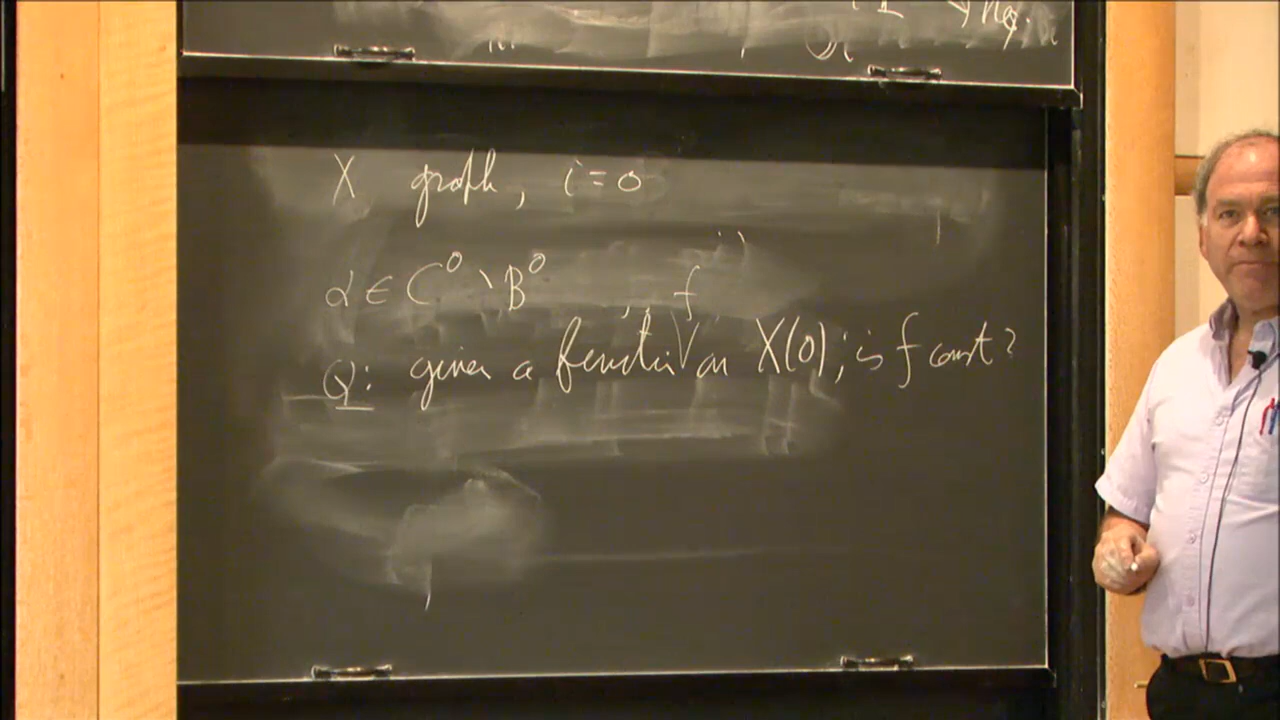 X graph, i=0
α ∈ C⁰ \ B⁰ , f
Q: given a function on X(0); is f const?